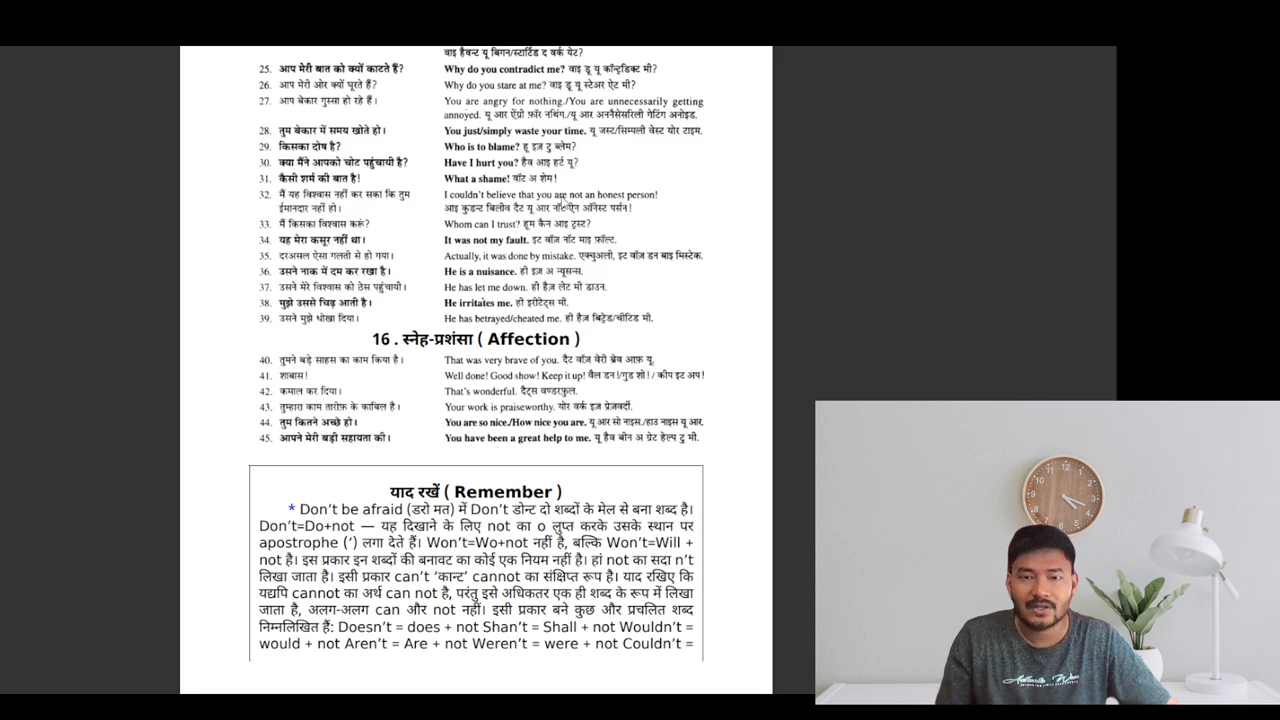 वाइ हैवन्ट यू बिगन/स्टार्टिड द वर्क येट?
25. आप मेरी बात को क्यों काटते हैं? Why do you contradict me? वाइ डू यू कॉन्ट्रडिक्ट मी?
26. आप मेरी ओर क्यों घूरते हैं? Why do you stare at me? वाइ डू यू स्टेअर ऐट मी?
27. आप बेकार गुस्सा हो रहे हैं। You are angry for nothing./You are unnecessarily getting
annoyed. यू आर ऐंग्री फ़ॉर नथिंग./यू आर अननैसेसरिली गेटिंग अनोइड.
28. तुम बेकार में समय खोते हो। You just/simply waste your time. यू जस्ट/सिम्पली वेस्ट योर टाइम.
29. किसका दोष है? Who is to blame? हू इज़ टु ब्लेम?
30. क्या मैंने आपको चोट पहुंचायी है? Have I hurt you? हैव आइ हर्ट यू?
31. कैसी शर्म की बात है! What a shame! वॉट अ शेम!
32. मैं यह विश्वास नहीं कर सका कि तुम I couldn't believe that you are not an honest person!
ईमानदार नहीं हो। आइ कुडन्ट बिलीव दैट यू आर नॉट ऐन ऑनेस्ट पर्सन!
33. मैं किसका विश्वास करूं? Whom can I trust? हूम कैन आइ ट्रस्ट?
34. यह मेरा कसूर नहीं था। It was not my fault. इट वॉज़ नॉट माइ फ़ॉल्ट.
35. दरअसल ऐसा गलती से हो गया। Actually, it was done by mistake. एक्चुअली, इट वॉज़ डन बाइ मिस्टेक.
36. उसने नाक में दम कर रखा है। He is a nuisance. ही इज़ अ न्यूसन्स.
37. उसने मेरे विश्वास को ठेस पहुंचायी। He has let me down. ही हैज़ लेट मी डाउन.
38. मुझे उससे चिढ़ आती है। He irritates me. ही इरीटेट्स मी.
39. उसने मुझे धोखा दिया। He has betrayed/cheated me. ही हैज़ बिट्रेड/चीटिड मी.
16 . स्नेह-प्रशंसा ( Affection )
40. तुमने बड़े साहस का काम किया है। That was very brave of you. दैट वॉज़ वेरी ब्रेव आफ़ यू.
41. शाबास! Well done! Good show! Keep it up! वैल डन!/गुड शो! / कीप इट अप!
42. कमाल कर दिया। That's wonderful. दैट्स वण्डरफुल.
43. तुम्हारा काम तारीफ़ के काबिल है। Your work is praiseworthy. योर वर्क इज़ प्रेज़वर्दी.
44. तुम कितने अच्छे हो। You are so nice./How nice you are. यू आर सो नाइस./हाउ नाइस यू आर.
45. आपने मेरी बड़ी सहायता की। You have been a great help to me. यू हैव बीन अ ग्रेट हेल्प टु मी.
याद रखें ( Remember )
* Don't be afraid (डरो मत) में Don't डोन्ट दो शब्दों के मेल से बना शब्द है।
Don't=Do+not — यह दिखाने के लिए not का o लुप्त करके उसके स्थान पर
apostrophe (‘) लगा देते हैं। Won't=Wo+not नहीं है, बल्कि Won't=Will +
not है। इस प्रकार इन शब्दों की बनावट का कोई एक नियम नहीं है। हां not का सदा n't
लिखा जाता है। इसी प्रकार can't ‘कान्ट’ cannot का संक्षिप्त रूप है। याद रखिए कि
यद्यपि cannot का अर्थ can not है, परंतु इसे अधिकतर एक ही शब्द के रूप में लिखा
जाता है, अलग-अलग can और not नहीं। इसी प्रकार बने कुछ और प्रचलित शब्द
निम्नलिखित हैं: Doesn't = does + not Shan't = Shall + not Wouldn't =
would + not Aren't = Are + not Weren't = were + not Couldn't =
12
1
2
3
4
5
6
7
8
9
10
11